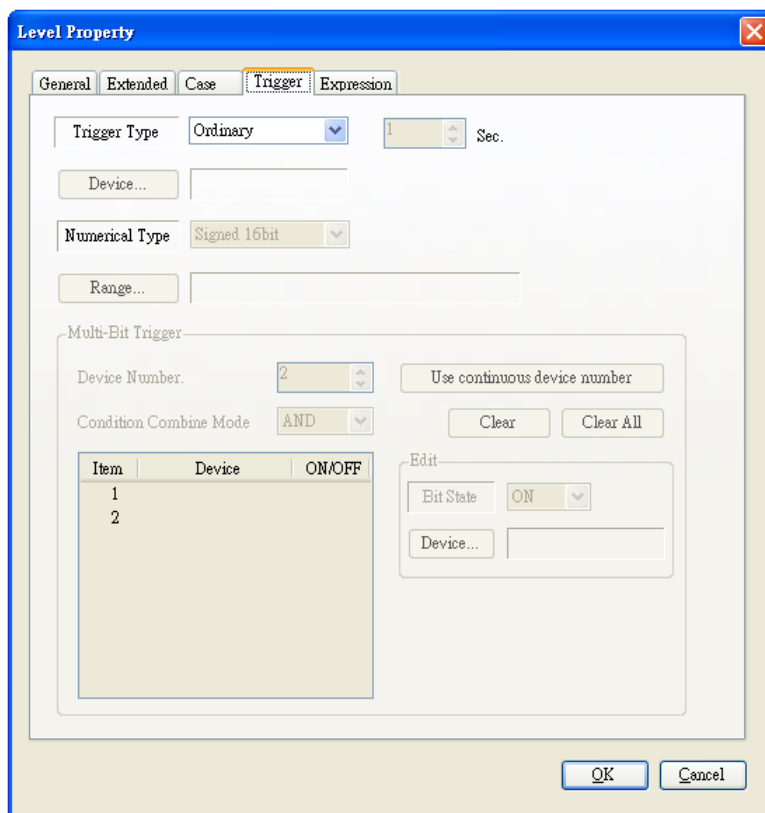 Level Property
General Extended Case Trigger Expression
Trigger Type Ordinary 1 Sec.
Device...
Numerical Type Signed 16bit
Range...
Multi-Bit Trigger
Device Number. 2 Use continuous device number
Condition Combine Mode AND Clear Clear All
Item Device ON/OFF
1
2
Edit
Bit State ON
Device...
OK Cancel